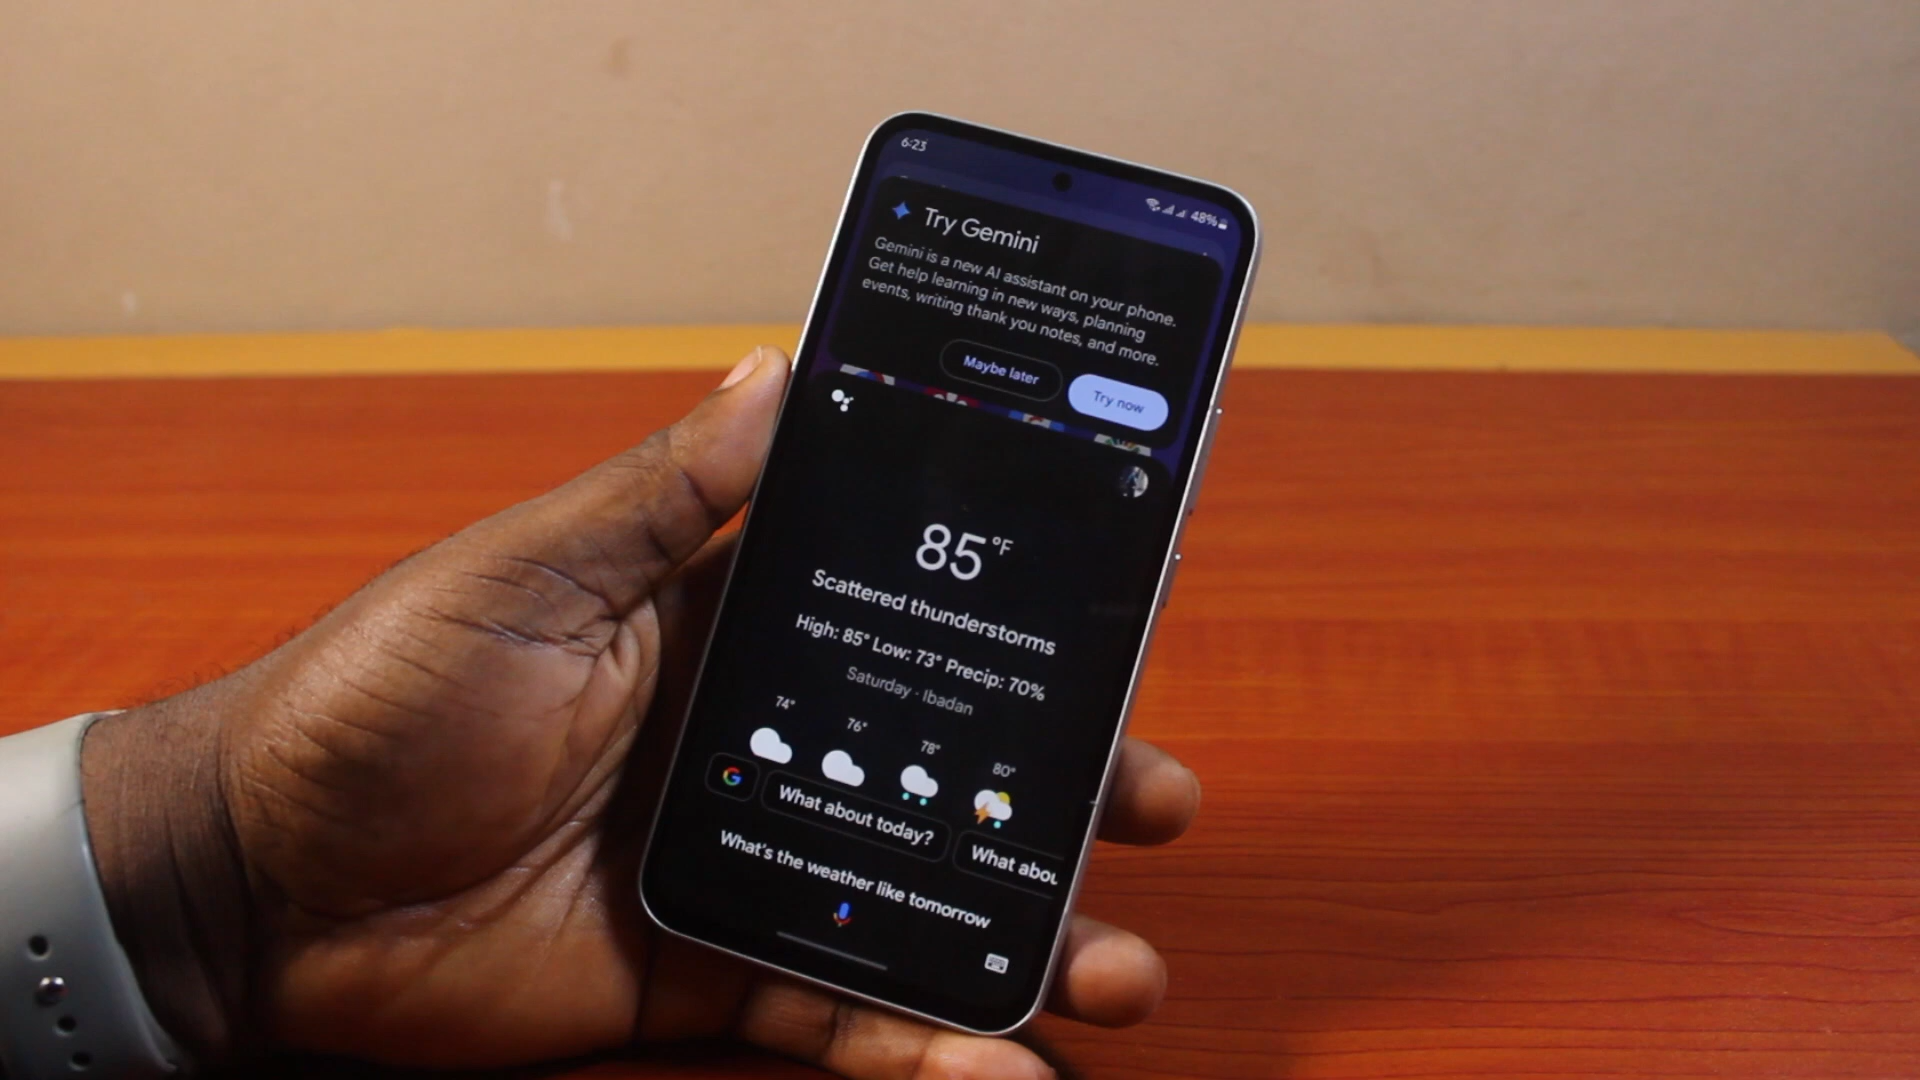 6:23
48%
Try Gemini
Gemini is a new AI assistant on your phone.
Get help learning in new ways, planning
events, writing thank you notes, and more.
Maybe later
Try now
85°F
Scattered thunderstorms
High: 85° Low: 73° Precip: 70%
Saturday · Ibadan
74° 76° 78° 80°
G What about today? What abou
What's the weather like tomorrow